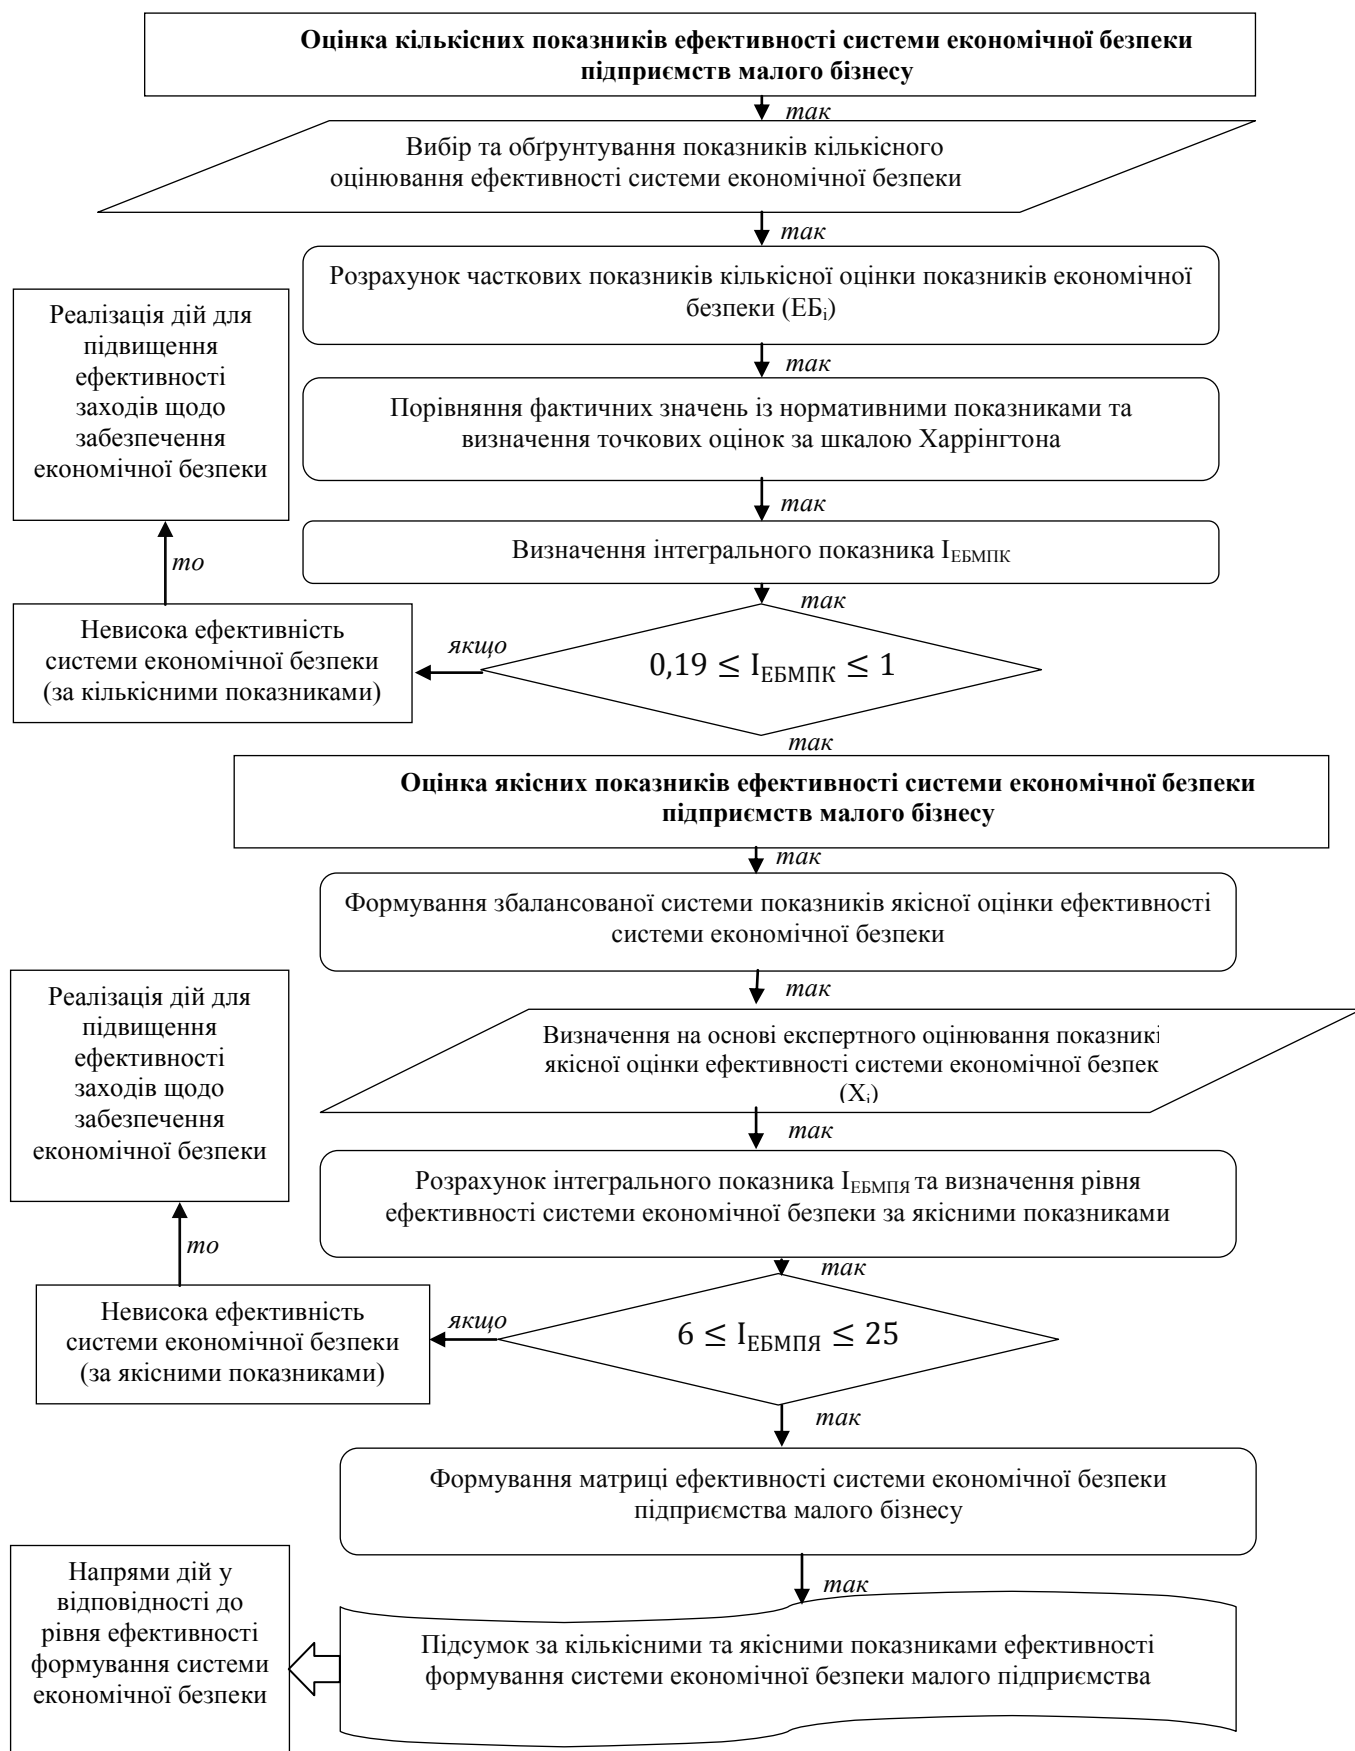 Оцінка кількісних показників ефективності системи економічної безпеки
підприємств малого бізнесу
так
Вибір та обґрунтування показників кількісного
оцінювання ефективності системи економічної безпеки
так
Розрахунок часткових показників кількісної оцінки показників економічної
безпеки (ЕБі)
так
Реалізація дій для
підвищення
ефективності
заходів щодо
забезпечення
економічної безпеки
Порівняння фактичних значень із нормативними показниками та
визначення точкових оцінок за шкалою Харрінгтона
так
Визначення інтегрального показника ІЕБМПК
то
так
Невисока ефективність
системи економічної безпеки
(за кількісними показниками)
якщо
0,19 ≤ ІЕБМПК ≤ 1
так
Оцінка якісних показників ефективності системи економічної безпеки
підприємств малого бізнесу
так
Формування збалансованої системи показників якісної оцінки ефективності
системи економічної безпеки
так
Реалізація дій для
підвищення
ефективності
заходів щодо
забезпечення
економічної безпеки
Визначення на основі експертного оцінювання показникі
якісної оцінки ефективності системи економічної безпек
(Хі)
так
Розрахунок інтегрального показника ІЕБМПЯ та визначення рівня
ефективності системи економічної безпеки за якісними показниками
то
так
Невисока ефективність
системи економічної безпеки
(за якісними показниками)
якщо
6 ≤ ІЕБМПЯ ≤ 25
так
Формування матриці ефективності системи економічної безпеки
підприємства малого бізнесу
так
Напрями дій у
відповідності до
рівня ефективності
формування системи
економічної безпеки
Підсумок за кількісними та якісними показниками ефективності
формування системи економічної безпеки малого підприємства